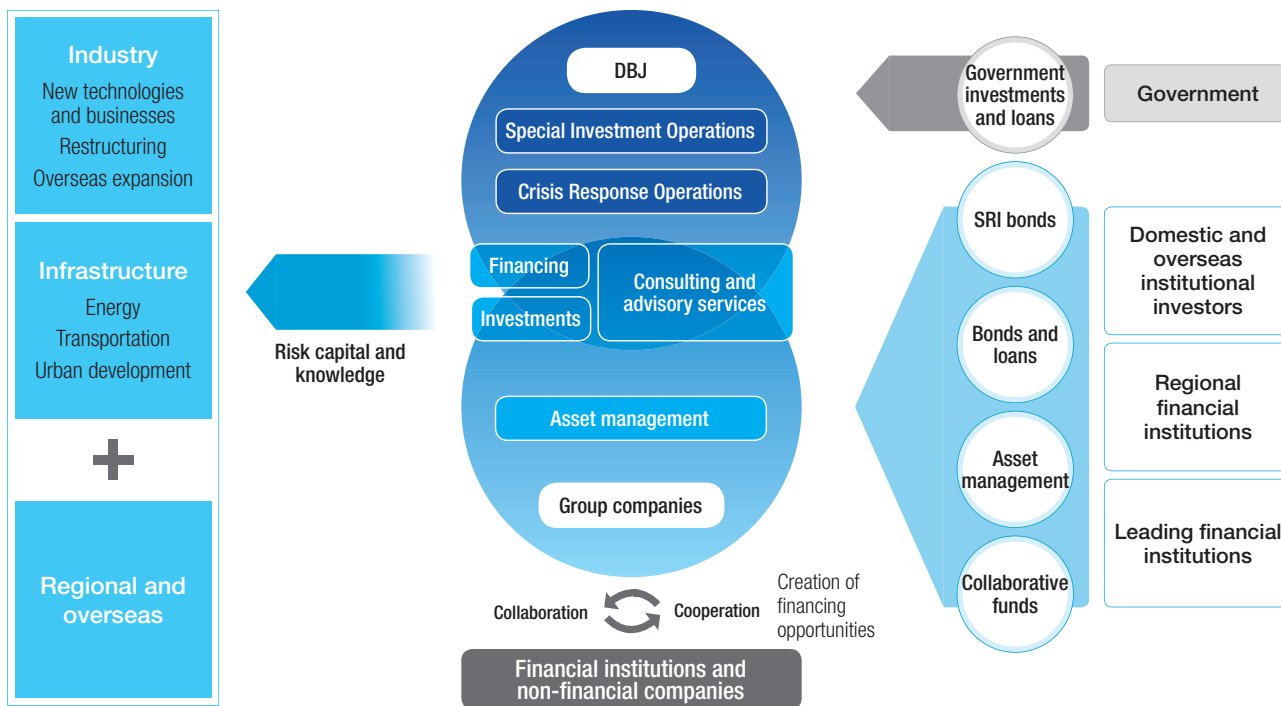 Industry
New technologies
and businesses
Restructuring
Overseas expansion
Infrastructure
Energy
Transportation
Urban development
Regional and
overseas
Risk capital and
knowledge
DBJ
Special Investment Operations
Crisis Response Operations
Financing
Investments
Consulting and
advisory services
Asset management
Group companies
Collaboration
Cooperation
Creation of
financing
opportunities
Financial institutions and
non-financial companies
Government
investments
and loans
SRI bonds
Bonds and
loans
Asset
management
Collaborative
funds
Government
Domestic and
overseas
institutional
investors
Regional
financial
institutions
Leading financial
institutions